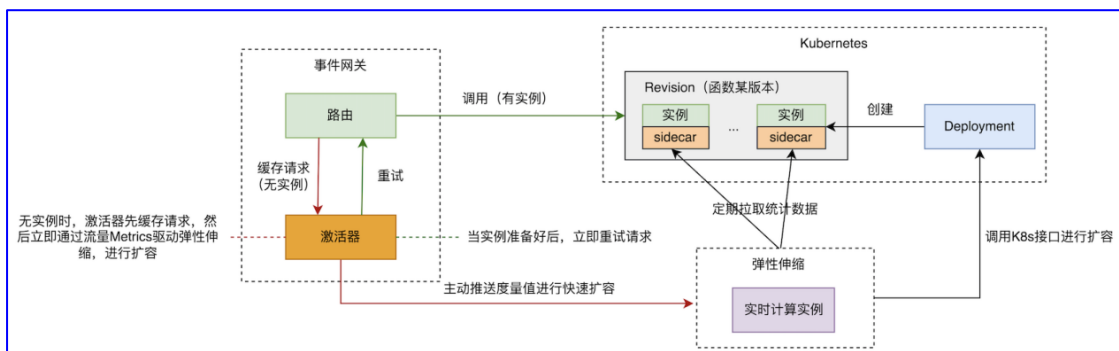 Kubernetes
事件网关
Revision（函数某版本）
路由
调用（有实例）
实例
sidecar
...
实例
sidecar
创建
Deployment
缓存请求
（无实例）
重试
定期拉取统计数据
无实例时，激活器先缓存请求，然
后立即通过流量Metrics驱动弹性伸
缩，进行扩容
激活器
当实例准备好后，立即重试请求
调用K8s接口进行扩容
弹性伸缩
主动推送度量值进行快速扩容
实时计算实例